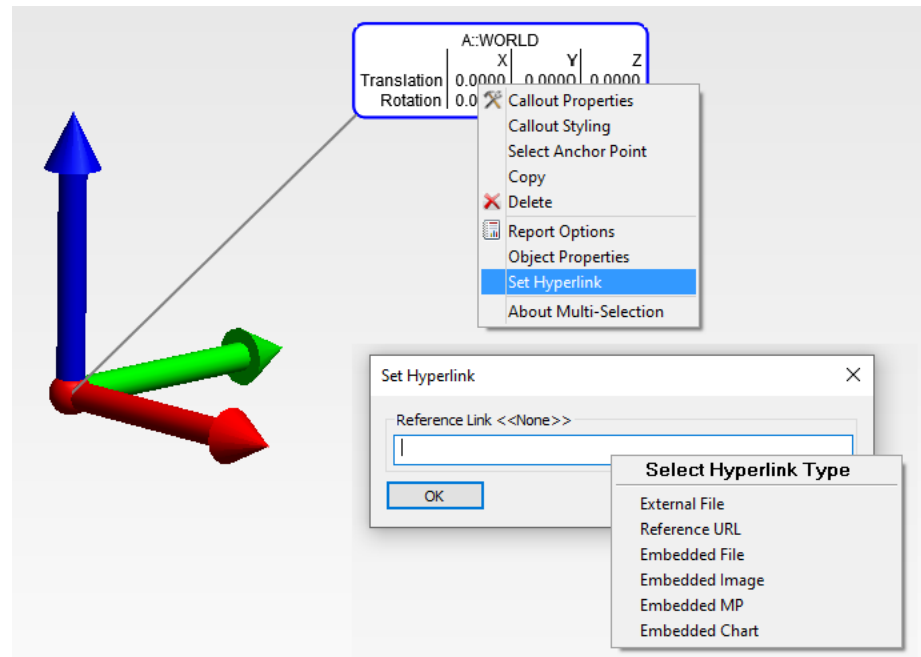 A::WORLD
X Y Z
Translation 0.0000 0.0000 0.0000
Rotation 0.0
Callout Properties
Callout Styling
Select Anchor Point
Copy
Delete
Report Options
Object Properties
Set Hyperlink
About Multi-Selection
Set Hyperlink
Reference Link <<None>>
OK
Select Hyperlink Type
External File
Reference URL
Embedded File
Embedded Image
Embedded MP
Embedded Chart